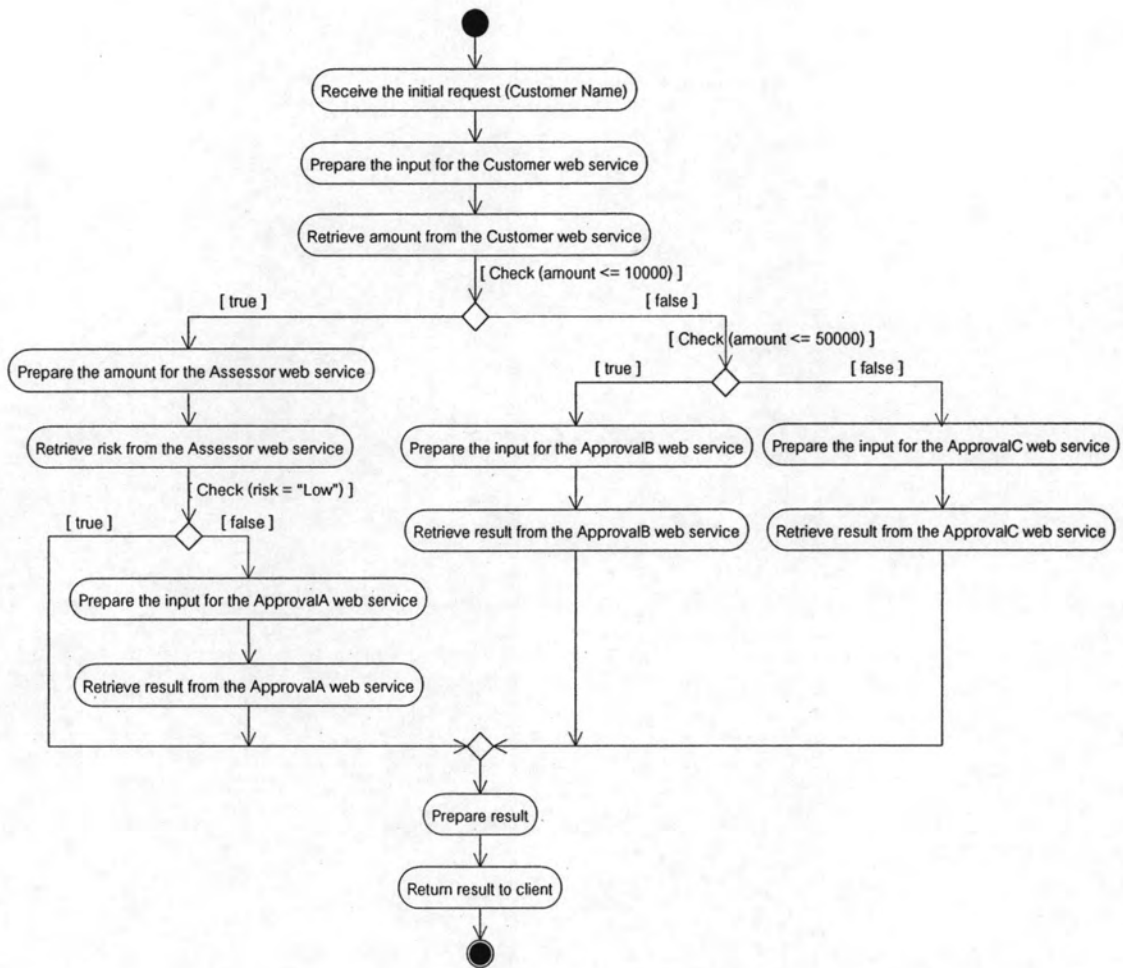 Receive the initial request (Customer Name)
Prepare the input for the Customer web service
Retrieve amount from the Customer web service
[ Check (amount <= 10000) ]
[ true ]
[ false ]
[ Check (amount <= 50000) ]
Prepare the amount for the Assessor web service
[ true ]
[ false ]
Retrieve risk from the Assessor web service
Prepare the input for the ApprovalB web service
Prepare the input for the ApprovalC web service
[ Check (risk = “Low”) ]
[ true ]
[ false ]
Retrieve result from the ApprovalB web service
Retrieve result from the ApprovalC web service
Prepare the input for the ApprovalA web service
Retrieve result from the ApprovalA web service
Prepare result
Return result to client